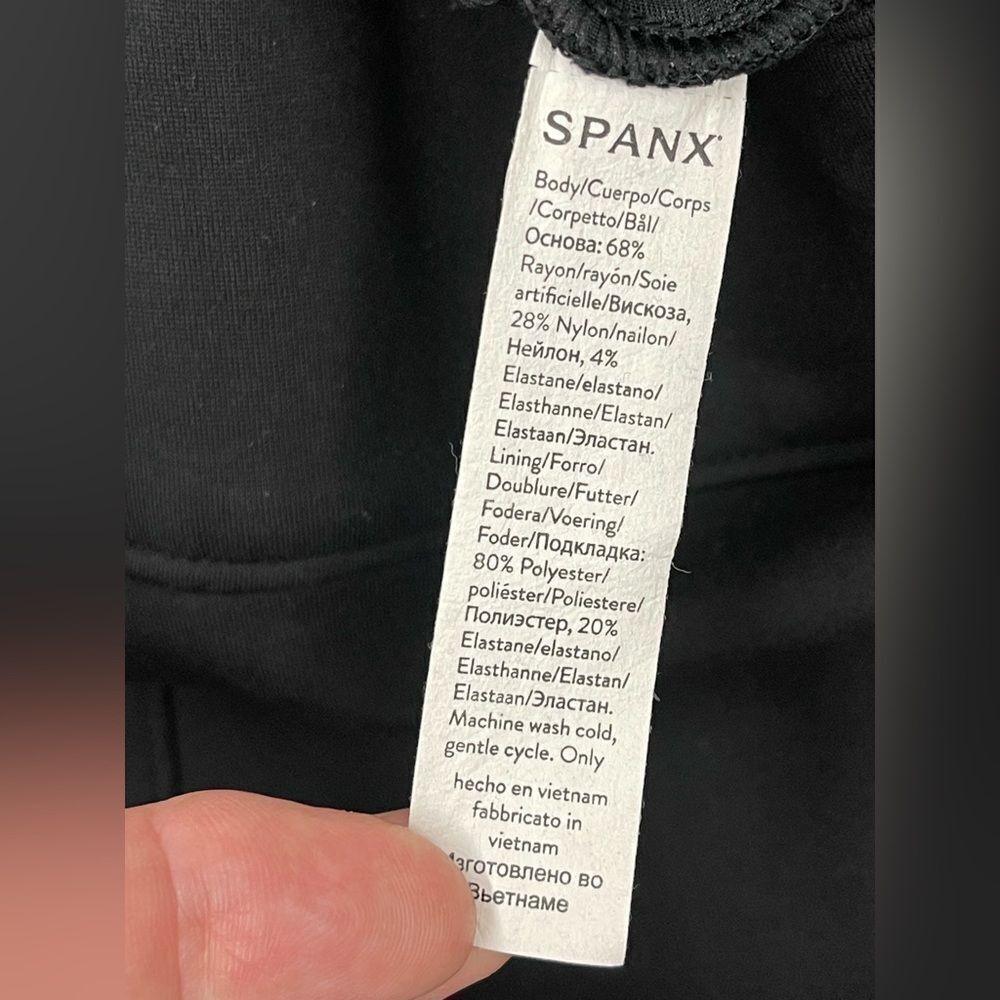 SPANX
Body/Cuerpo/Corps
/Corpetto/Bål/
Основа: 68%
Rayon/rayón/Soie
artificielle/Вискоза,
28% Nylon/nailon/
Нейлон, 4%
Elastane/elastano/
Elasthanne/Elastan/
Elastaan/Эластан.
Lining/Forro/
Doublure/Futter/
Fodera/Voering/
Foder/Подкладка:
80% Polyester/
poliéster/Poliestere/
Полиэстер, 20%
Elastane/elastano/
Elasthanne/Elastan/
Elastaan/Эластан.
Machine wash cold,
gentle cycle. Only
hecho en vietnam
fabbricato in
vietnam
Изготовлено во
Вьетнаме